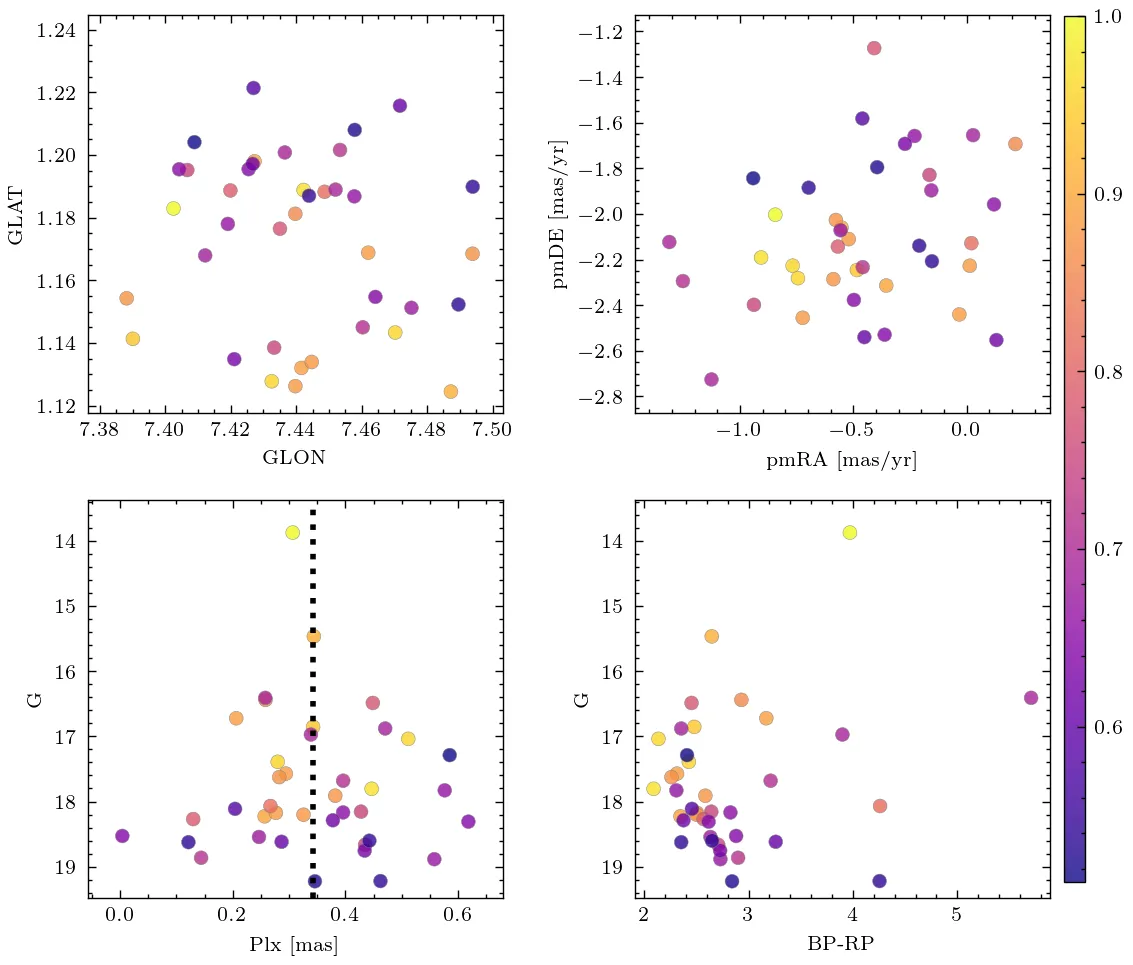 1.24
1.22
1.20
1.18
1.16
1.14
1.12
GLAT
7.38 7.40 7.42 7.44 7.46 7.48 7.50
GLON
−1.2
−1.4
−1.6
−1.8
−2.0
−2.2
−2.4
−2.6
−2.8
pmDE [mas/yr]
−1.0 −0.5 0.0
pmRA [mas/yr]
14
15
16
17
18
19
G
0.0 0.2 0.4 0.6
Plx [mas]
14
15
16
17
18
19
G
2 3 4 5
BP-RP
1.0
0.9
0.8
0.7
0.6